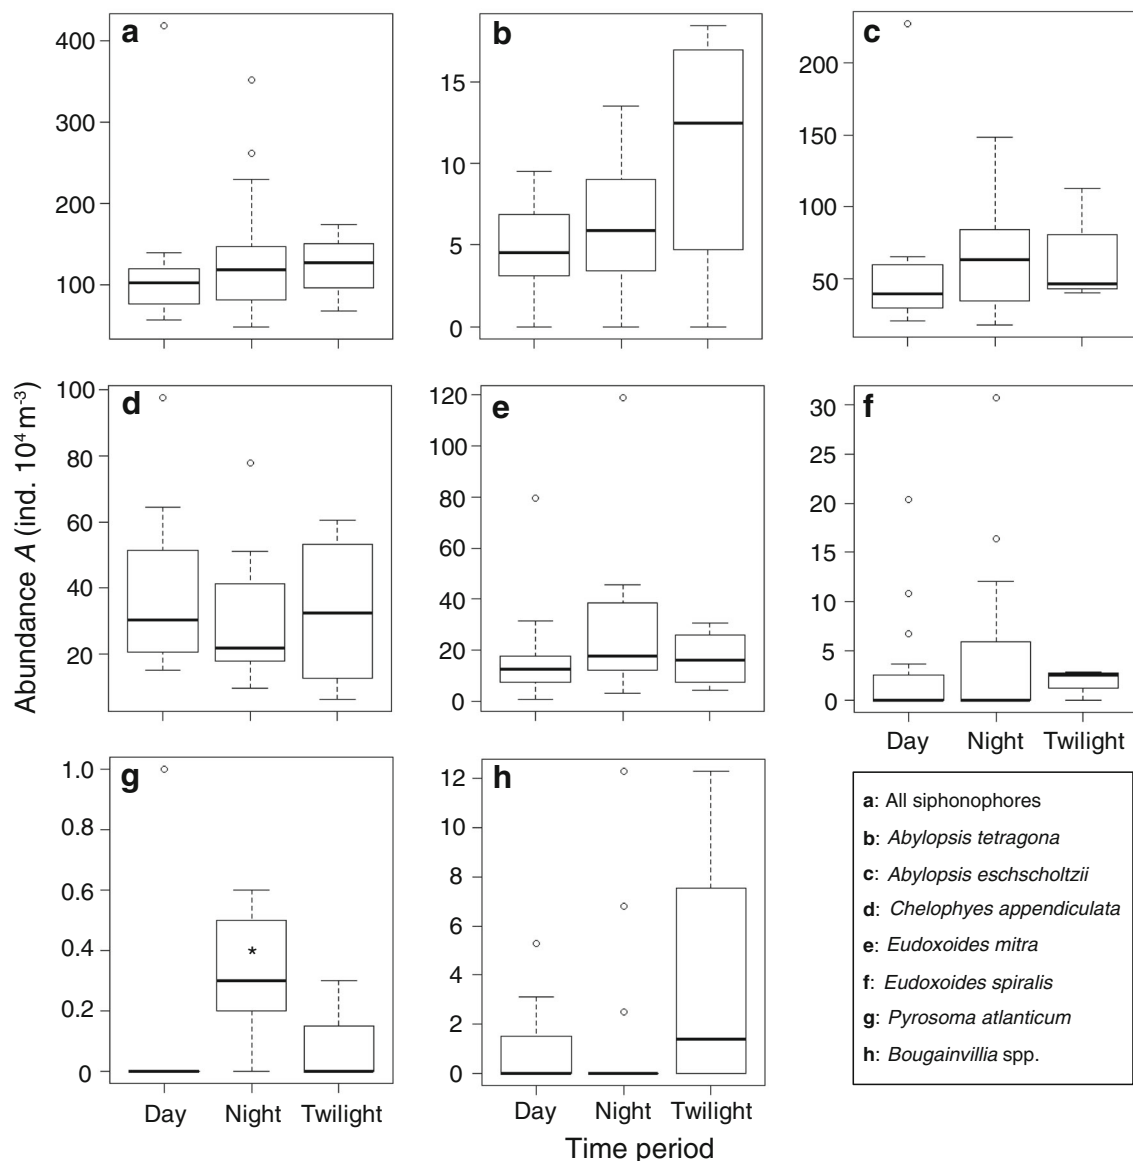 a
400
300
200
100
b
15
10
5
0
c
200
150
100
50
Abundance A (ind. 10⁴ m⁻³)
d
100
80
60
40
20
e
120
100
80
60
40
20
0
f
30
25
20
15
10
5
0
Day Night Twilight
g
1.0
0.8
0.6
0.4
0.2
0
*
Day Night Twilight
h
12
10
8
6
4
2
0
Day Night Twilight
Time period
a: All siphonophores
b: Abylopsis tetragona
c: Abylopsis eschscholtzii
d: Chelophyes appendiculata
e: Eudoxoides mitra
f: Eudoxoides spiralis
g: Pyrosoma atlanticum
h: Bougainvillia spp.